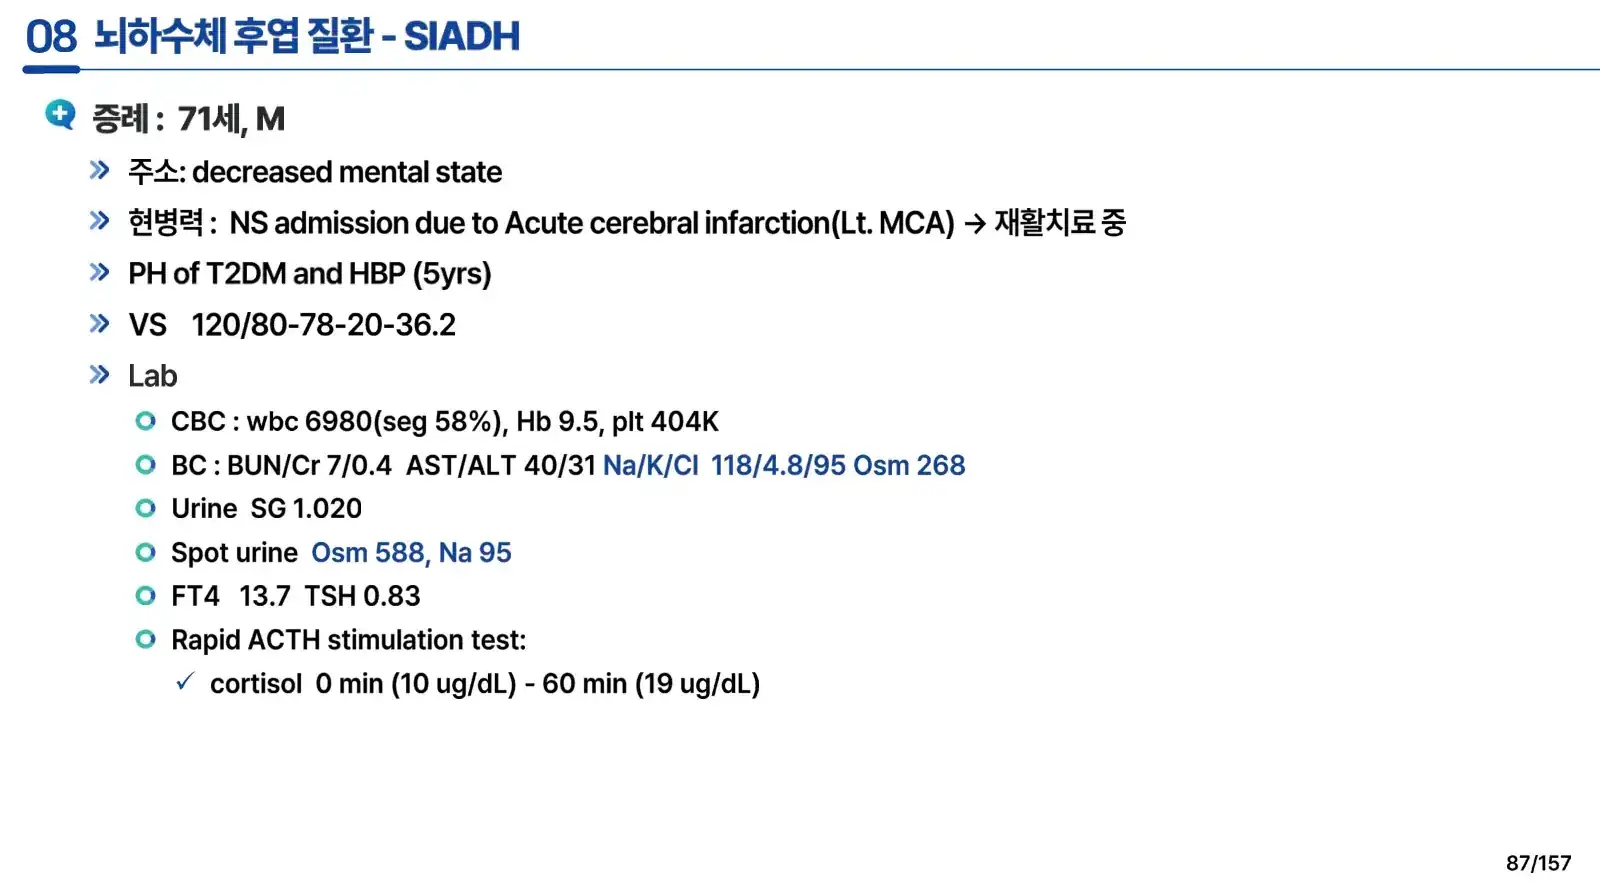 08 뇌하수체 후엽 질환 - SIADH
증례 : 71세, M
주소: decreased mental state
현병력 : NS admission due to Acute cerebral infarction(Lt. MCA) → 재활치료 중
PH of T2DM and HBP (5yrs)
VS 120/80-78-20-36.2
Lab
CBC : wbc 6980(seg 58%), Hb 9.5, plt 404K
BC : BUN/Cr 7/0.4 AST/ALT 40/31 Na/K/Cl 118/4.8/95 Osm 268
Urine SG 1.020
Spot urine Osm 588, Na 95
FT4 13.7 TSH 0.83
Rapid ACTH stimulation test:
✓ cortisol 0 min (10 ug/dL) - 60 min (19 ug/dL)
87/157